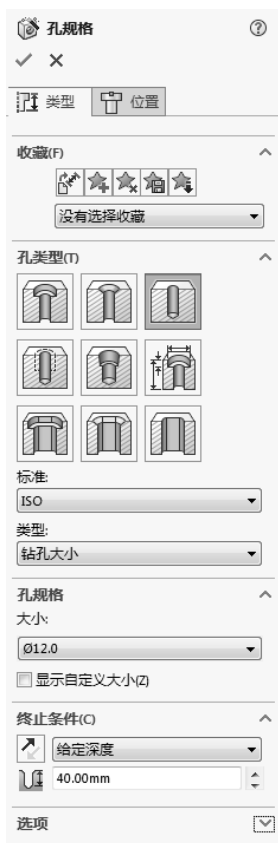 孔规格
类型 位置
收藏(F)
没有选择收藏
孔类型(T)
标准:
ISO
类型:
钻孔大小
孔规格
大小:
Ø12.0
显示自定义大小(Z)
终止条件(C)
给定深度
40.00mm
选项